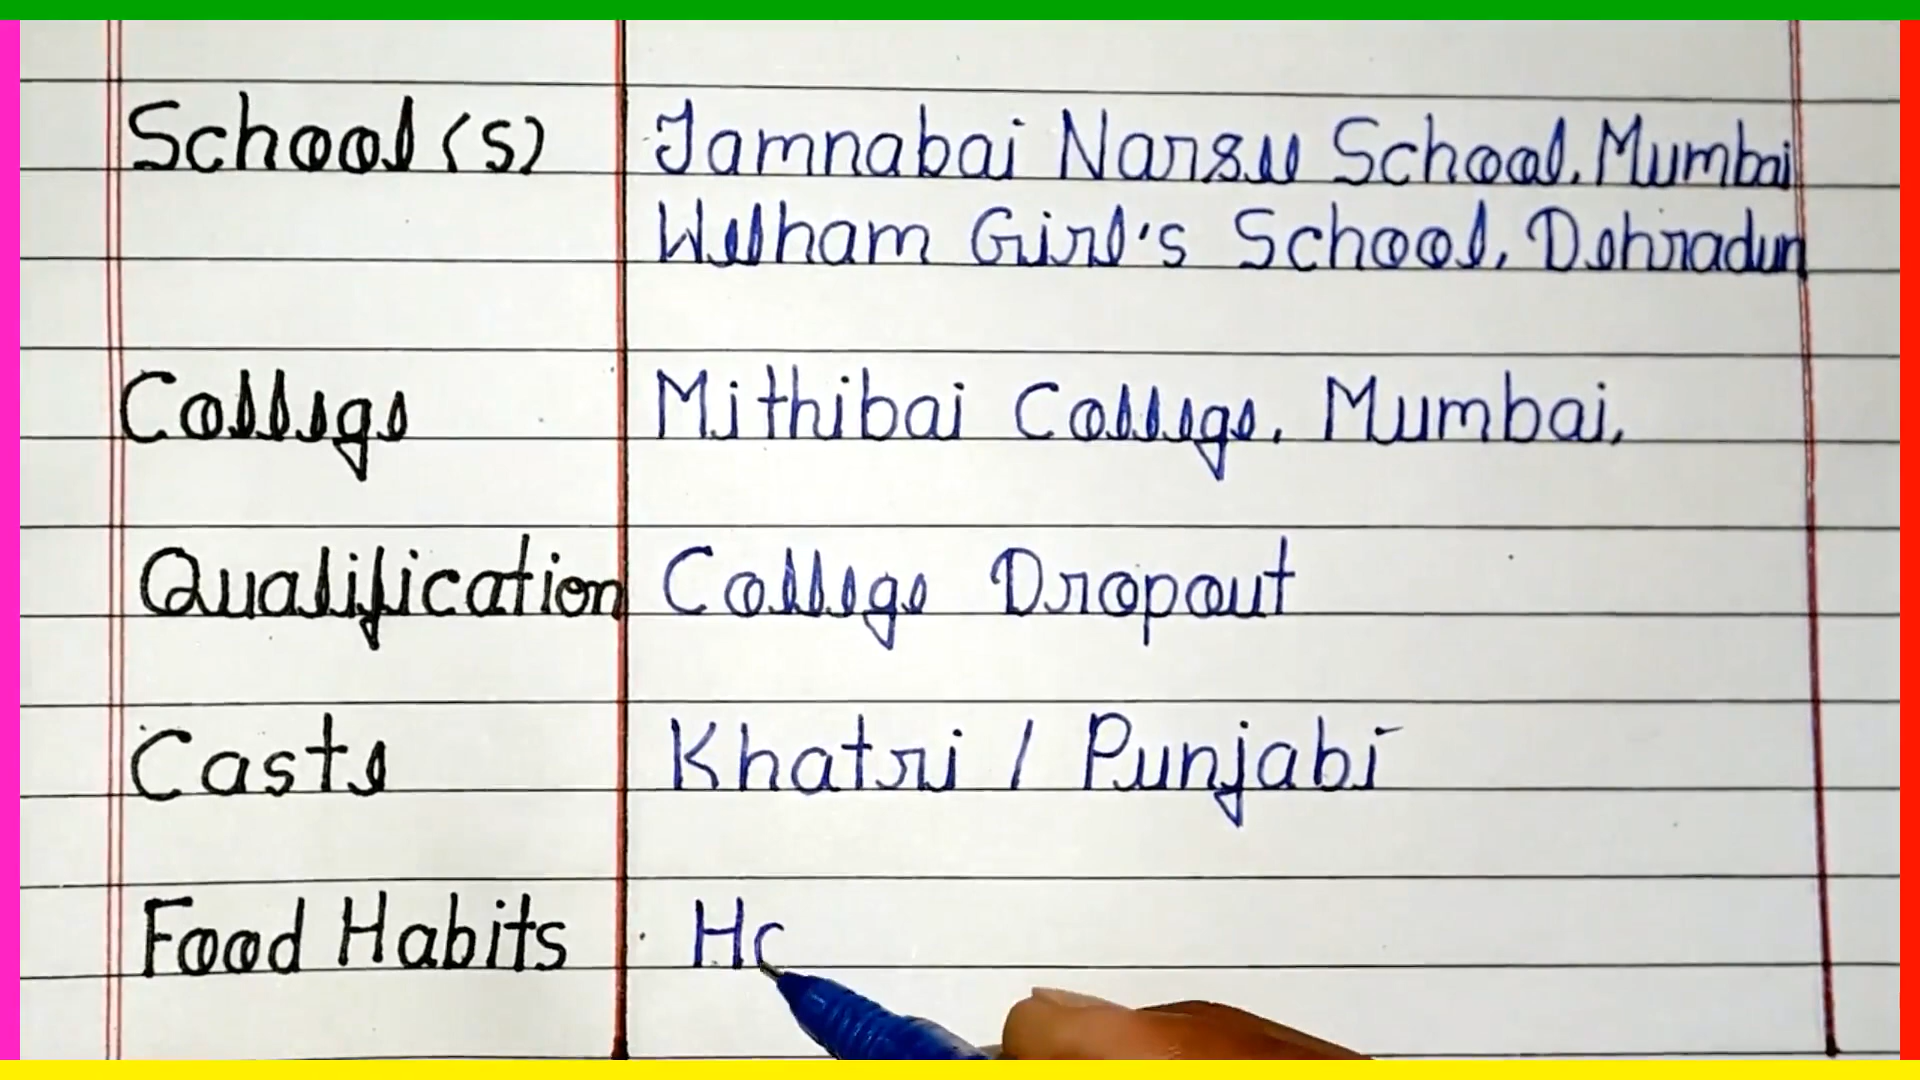 School (s) Jamnabai Narsee School, Mumbai
Welham Girl's School, Dehradun
College Mithibai College, Mumbai,
Qualification College Dropout
Caste Khatri / Punjabi
Food Habits